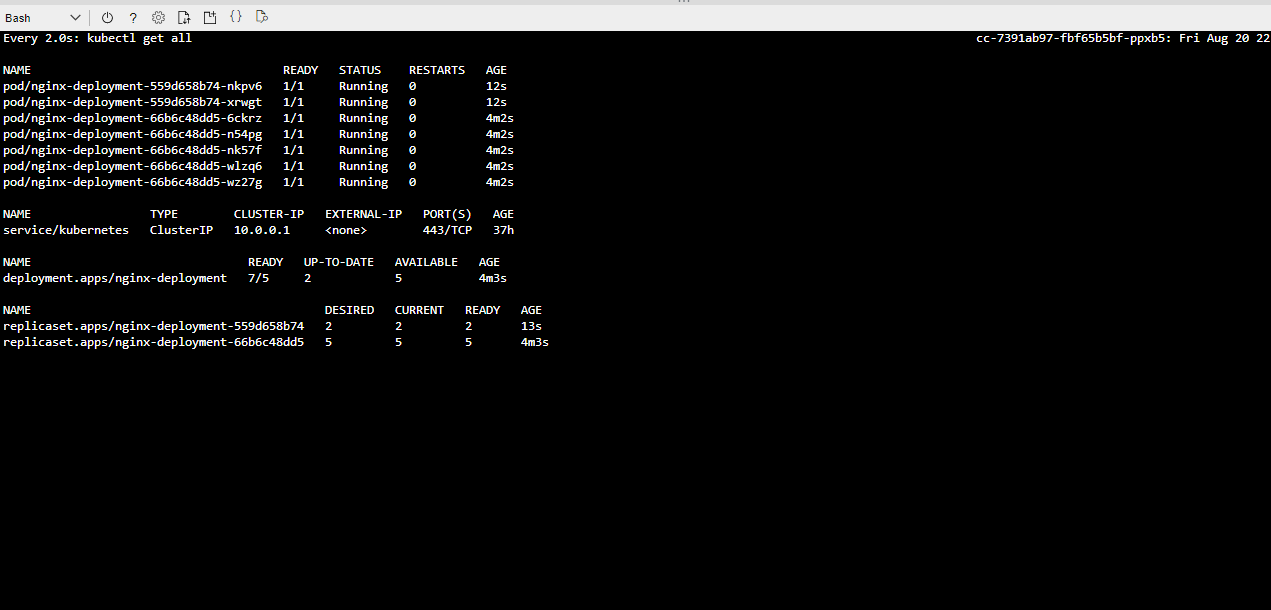 Bash
Every 2.0s: kubectl get all cc-7391ab97-fbf65b5bf-ppxb5: Fri Aug 20 22
NAME READY STATUS RESTARTS AGE
pod/nginx-deployment-559d658b74-nkpv6 1/1 Running 0 12s
pod/nginx-deployment-559d658b74-xrwgt 1/1 Running 0 12s
pod/nginx-deployment-66b6c48dd5-6ckrz 1/1 Running 0 4m2s
pod/nginx-deployment-66b6c48dd5-n54pg 1/1 Running 0 4m2s
pod/nginx-deployment-66b6c48dd5-nk57f 1/1 Running 0 4m2s
pod/nginx-deployment-66b6c48dd5-wlzq6 1/1 Running 0 4m2s
pod/nginx-deployment-66b6c48dd5-wz27g 1/1 Running 0 4m2s
NAME TYPE CLUSTER-IP EXTERNAL-IP PORT(S) AGE
service/kubernetes ClusterIP 10.0.0.1 <none> 443/TCP 37h
NAME READY UP-TO-DATE AVAILABLE AGE
deployment.apps/nginx-deployment 7/5 2 5 4m3s
NAME DESIRED CURRENT READY AGE
replicaset.apps/nginx-deployment-559d658b74 2 2 2 13s
replicaset.apps/nginx-deployment-66b6c48dd5 5 5 5 4m3s